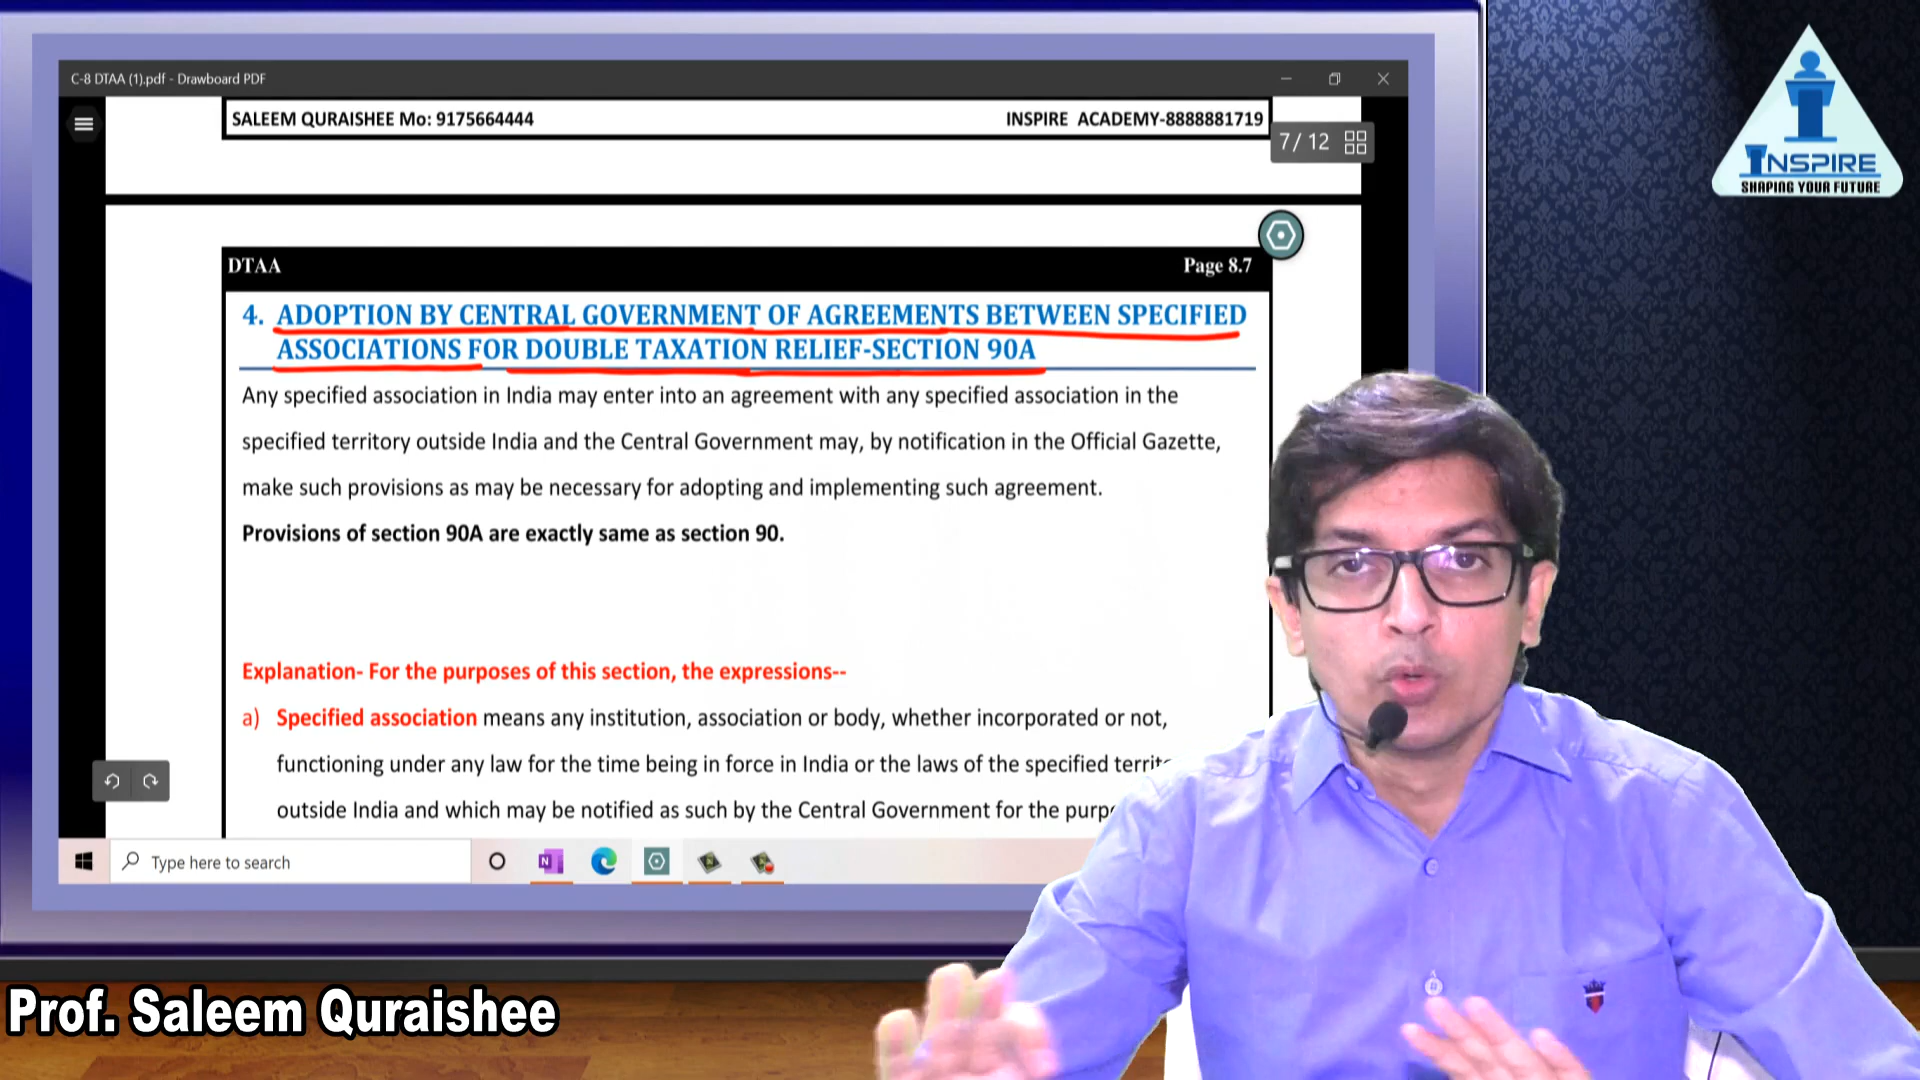 C-8 DTAA (1).pdf - Drawboard PDF
SALEEM QURAISHEE Mo: 9175664444 INSPIRE ACADEMY-8888881719
7 / 12
INSPIRE
SHAPING YOUR FUTURE
DTAA Page 8.7
4. ADOPTION BY CENTRAL GOVERNMENT OF AGREEMENTS BETWEEN SPECIFIED
ASSOCIATIONS FOR DOUBLE TAXATION RELIEF-SECTION 90A
Any specified association in India may enter into an agreement with any specified association in the
specified territory outside India and the Central Government may, by notification in the Official Gazette,
make such provisions as may be necessary for adopting and implementing such agreement.
Provisions of section 90A are exactly same as section 90.
Explanation- For the purposes of this section, the expressions--
a) Specified association means any institution, association or body, whether incorporated or not,
functioning under any law for the time being in force in India or the laws of the specified
outside India and which may be notified as such by the Central Government for the
Type here to search
Prof. Saleem Quraishee